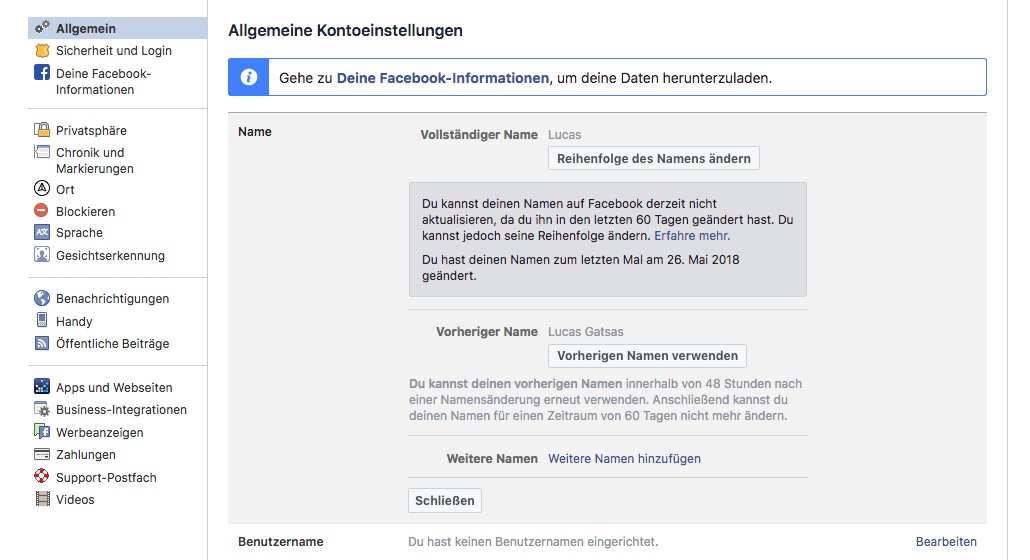 Allgemein
Sicherheit und Login
Deine Facebook-
Informationen
Privatsphäre
Chronik und
Markierungen
Ort
Blockieren
Sprache
Gesichtserkennung
Benachrichtigungen
Handy
Öffentliche Beiträge
Apps und Webseiten
Business-Integrationen
Werbeanzeigen
Zahlungen
Support-Postfach
Videos
Allgemeine Kontoeinstellungen
Gehe zu Deine Facebook-Informationen, um deine Daten herunterzuladen.
Name
Vollständiger Name Lucas
Reihenfolge des Namens ändern
Du kannst deinen Namen auf Facebook derzeit nicht
aktualisieren, da du ihn in den letzten 60 Tagen geändert hast. Du
kannst jedoch seine Reihenfolge ändern. Erfahre mehr.
Du hast deinen Namen zum letzten Mal am 26. Mai 2018
geändert.
Vorheriger Name Lucas Gatsas
Vorherigen Namen verwenden
Du kannst deinen vorherigen Namen innerhalb von 48 Stunden nach
einer Namensänderung erneut verwenden. Anschließend kannst du
deinen Namen für einen Zeitraum von 60 Tagen nicht mehr ändern.
Weitere Namen Weitere Namen hinzufügen
Schließen
Benutzername Du hast keinen Benutzernamen eingerichtet. Bearbeiten